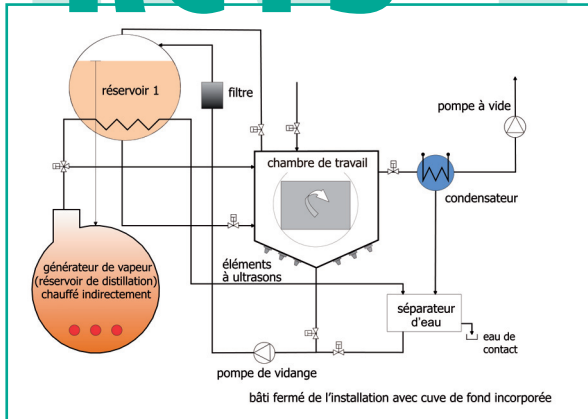 réservoir 1
filtre
pompe à vide
chambre de travail
condensateur
générateur de vapeur
(réservoir de distillation)
chauffé indirectement
éléments
à ultrasons
séparateur
d'eau
eau de
contact
pompe de vidange
bâti fermé de l'installation avec cuve de fond incorporée